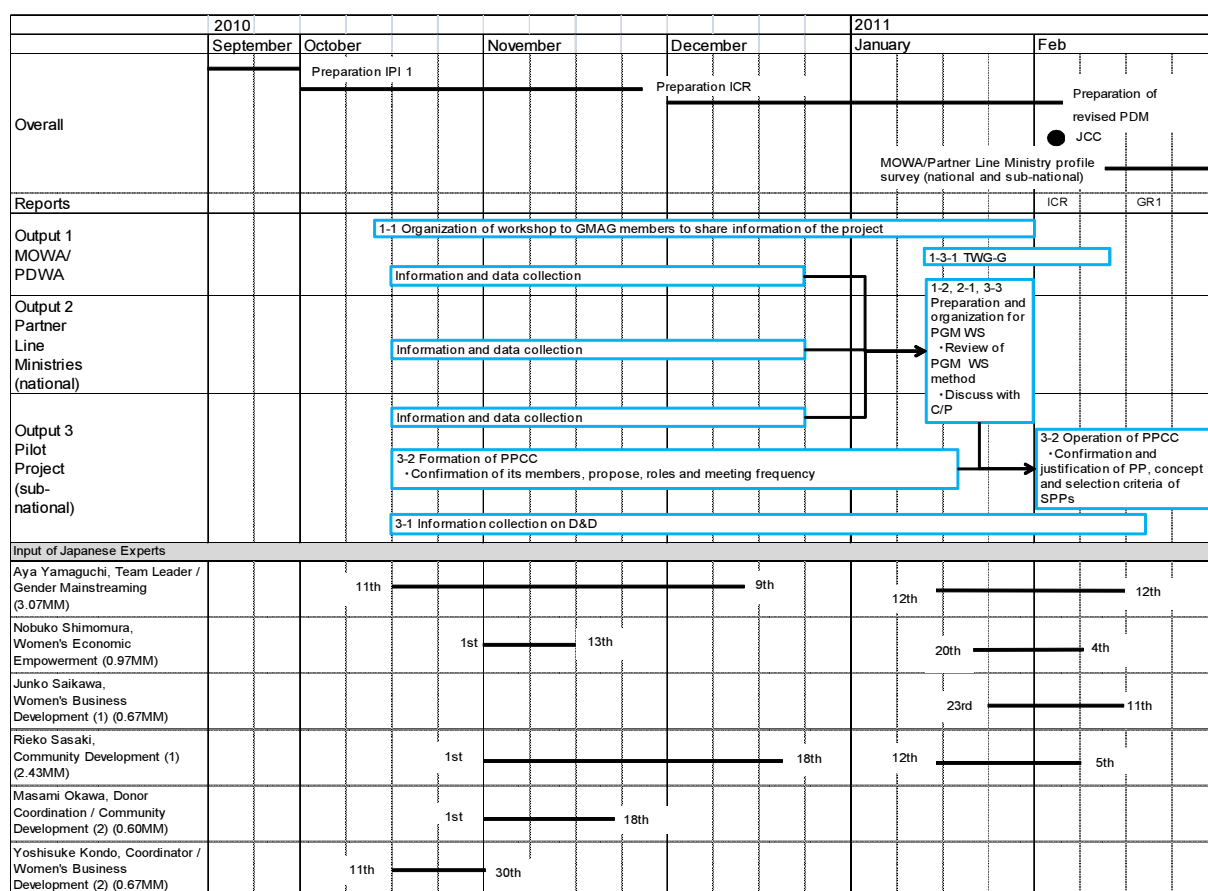 2010
2011
September
October
November
December
January
Feb
Overall
Preparation IPI 1
Preparation ICR
Preparation of
revised PDM
JCC
MOWA/Partner Line Ministry profile
survey (national and sub-national)
Reports
ICR
GR1
Output 1
MOWA/
PDWA
1-1 Organization of workshop to GMAG members to share information of the project
1-3-1 TWG-G
Information and data collection
1-2, 2-1, 3-3
Preparation and
organization for
PGM WS
・Review of
PGM WS
method
・Discuss with
C/P
Output 2
Partner
Line
Ministries
(national)
Information and data collection
Output 3
Pilot
Project
(sub-
national)
Information and data collection
3-2 Formation of PPCC
・Confirmation of its members, propose, roles and meeting frequency
3-2 Operation of PPCC
・Confirmation and
justification of PP, concept
and selection criteria of
SPPs
3-1 Information collection on D&D
Input of Japanese Experts
Aya Yamaguchi, Team Leader /
Gender Mainstreaming
(3.07MM)
11th
9th
12th
12th
Nobuko Shimomura,
Women's Economic
Empowerment (0.97MM)
1st
13th
20th
4th
Junko Saikawa,
Women's Business
Development (1) (0.67MM)
23rd
11th
Rieko Sasaki,
Community Development (1)
(2.43MM)
1st
18th
12th
5th
Masami Okawa, Donor
Coordination / Community
Development (2) (0.60MM)
1st
18th
Yoshisuke Kondo, Coordinator /
Women's Business
Development (2) (0.67MM)
11th
30th